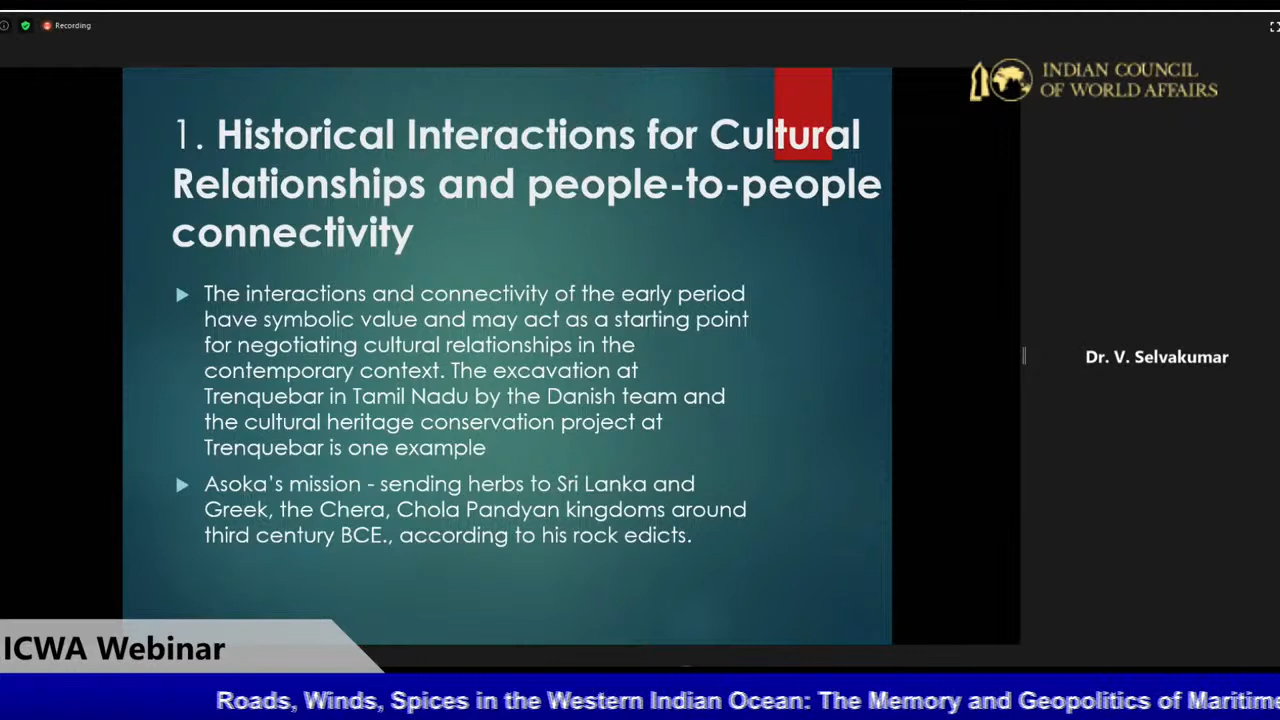 Recording
INDIAN COUNCIL
OF WORLD AFFAIRS
1. Historical Interactions for Cultural
Relationships and people-to-people
connectivity
The interactions and connectivity of the early period
have symbolic value and may act as a starting point
for negotiating cultural relationships in the
contemporary context. The excavation at
Trenquebar in Tamil Nadu by the Danish team and
the cultural heritage conservation project at
Trenquebar is one example
Asoka's mission - sending herbs to Sri Lanka and
Greek, the Chera, Chola Pandyan kingdoms around
third century BCE., according to his rock edicts.
Dr. V. Selvakumar
ICWA Webinar
Roads, Winds, Spices in the Western Indian Ocean: The Memory and Geopolitics of Maritime